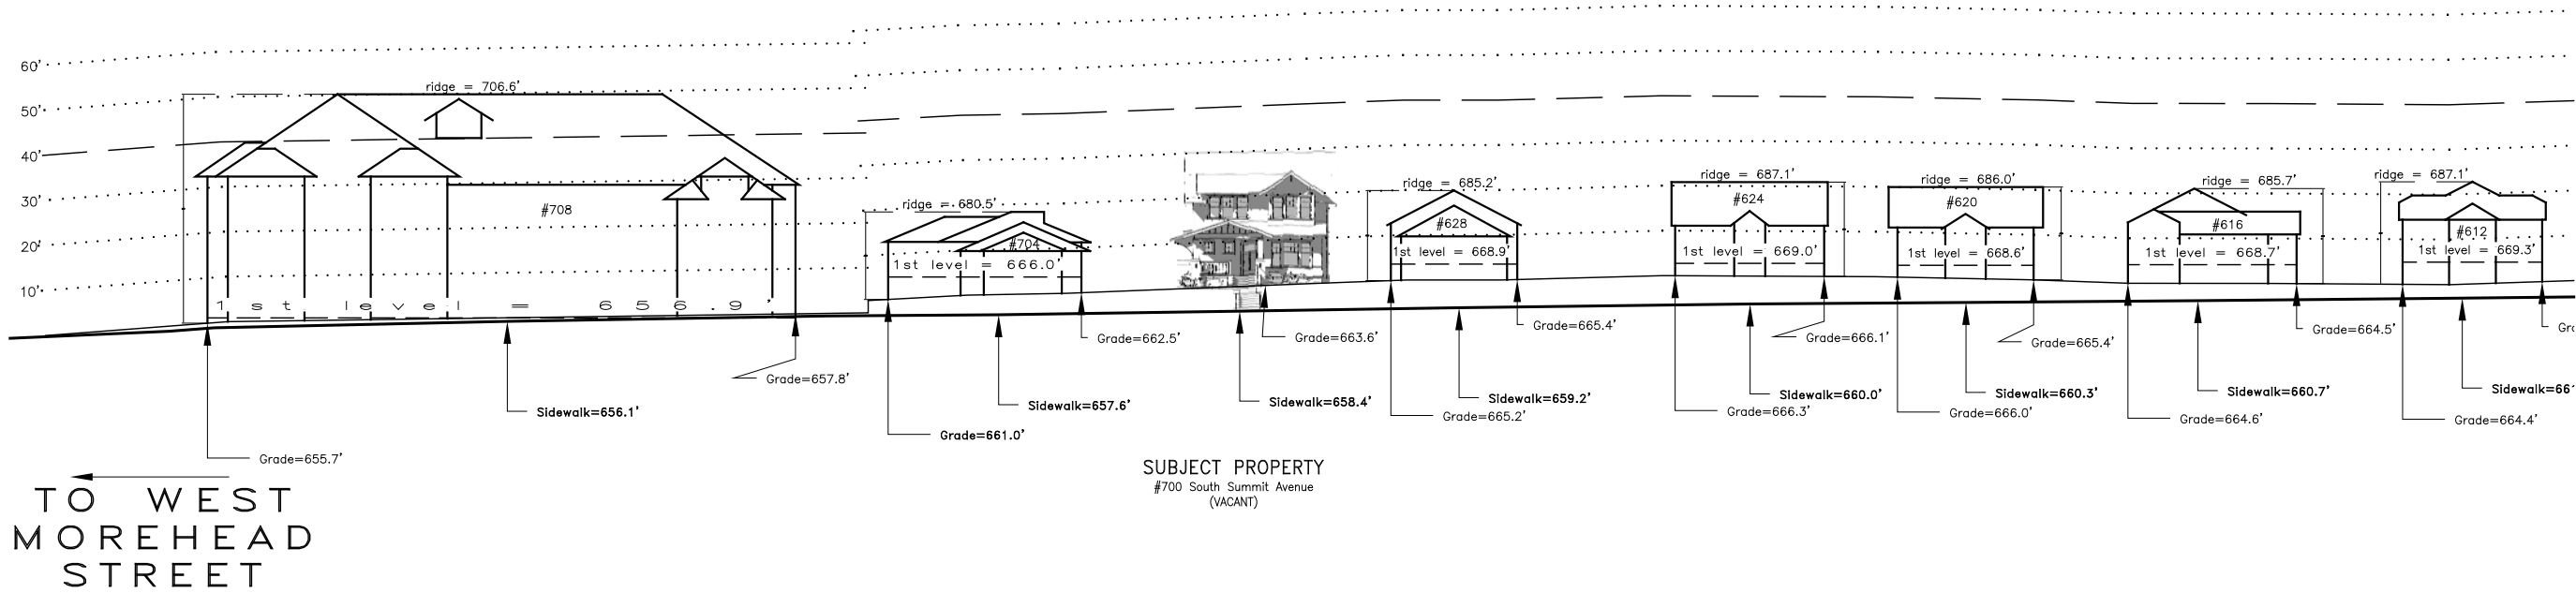 60'
50'
40'
30'
20'
10'
ridge = 706.6'
#708
1st level = 656.9'
ridge = 680.5'
#704
1st level = 666.0'
ridge = 685.2'
#628
1st level = 668.9'
ridge = 687.1'
#624
1st level = 669.0'
ridge = 686.0'
#620
1st level = 668.6'
ridge = 685.7'
#616
1st level = 668.7'
ridge = 687.1'
#612
1st level = 669.3'
Grade=655.7'
Sidewalk=656.1'
Grade=657.8'
Grade=661.0'
Sidewalk=657.6'
Grade=662.5'
Sidewalk=658.4'
Grade=663.6'
Grade=665.2'
Sidewalk=659.2'
Grade=665.4'
Grade=666.3'
Sidewalk=660.0'
Grade=666.1'
Grade=666.0'
Sidewalk=660.3'
Grade=665.4'
Grade=664.6'
Sidewalk=660.7'
Grade=664.5'
Grade=664.4'
Sidewalk=661
SUBJECT PROPERTY
#700 South Summit Avenue
(VACANT)
TO WEST
MOREHEAD
STREET